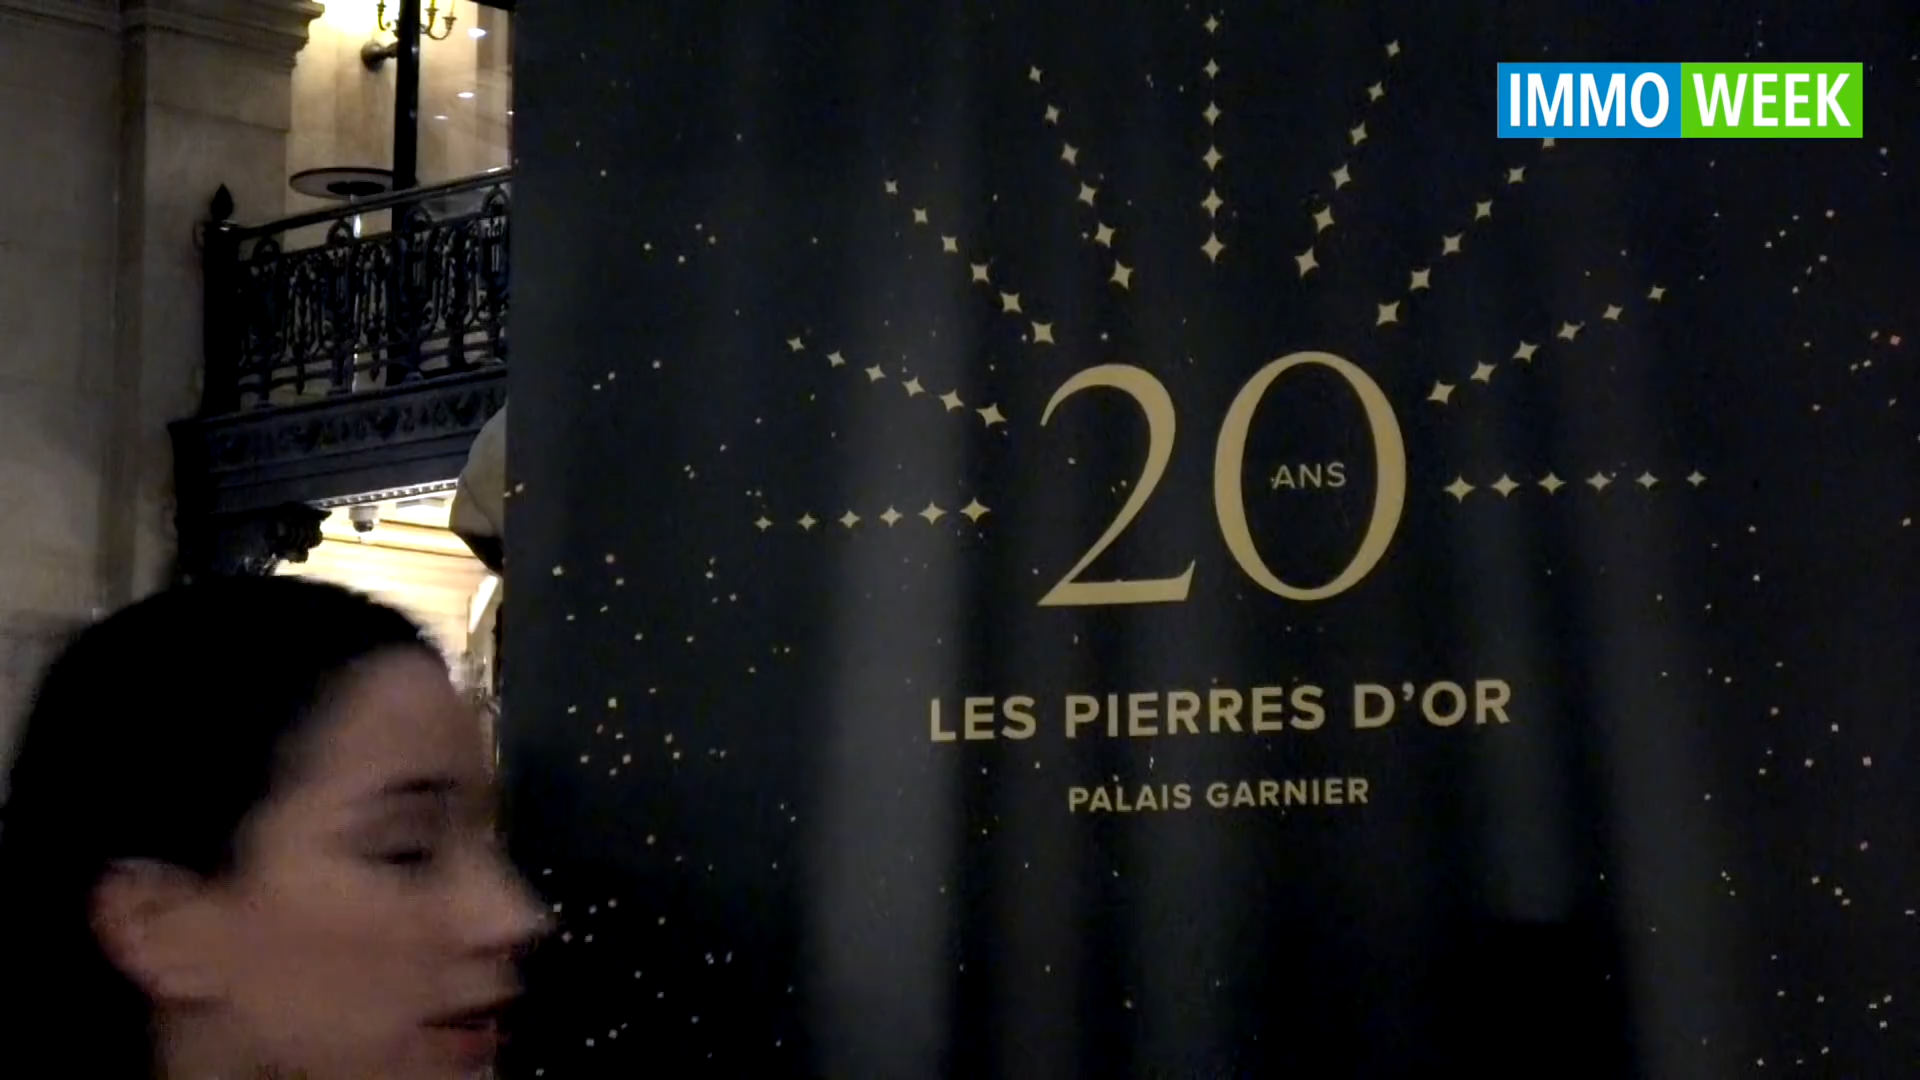 IMMO WEEK
20
ANS
LES PIERRES D'OR
PALAIS GARNIER